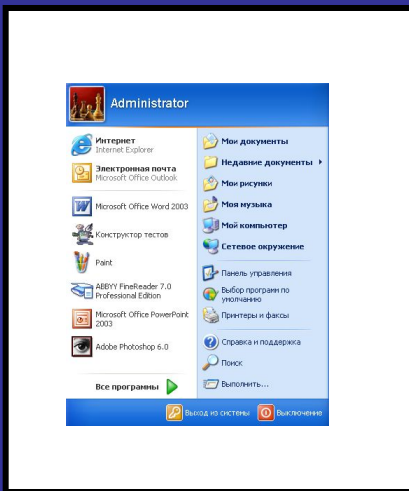 Administrator
Интернет
Internet Explorer
Электронная почта
Microsoft Office Outlook
Microsoft Office Word 2003
Конструктор тестов
Paint
ABBYY FineReader 7.0
Professional Edition
Microsoft Office PowerPoint
2003
Adobe Photoshop 6.0
Все программы
Мои документы
Недавние документы
Мои рисунки
Моя музыка
Мой компьютер
Сетевое окружение
Панель управления
Выбор программ по
умолчанию
Принтеры и факсы
Справка и поддержка
Поиск
Выполнить...
Выход из системы
Выключение